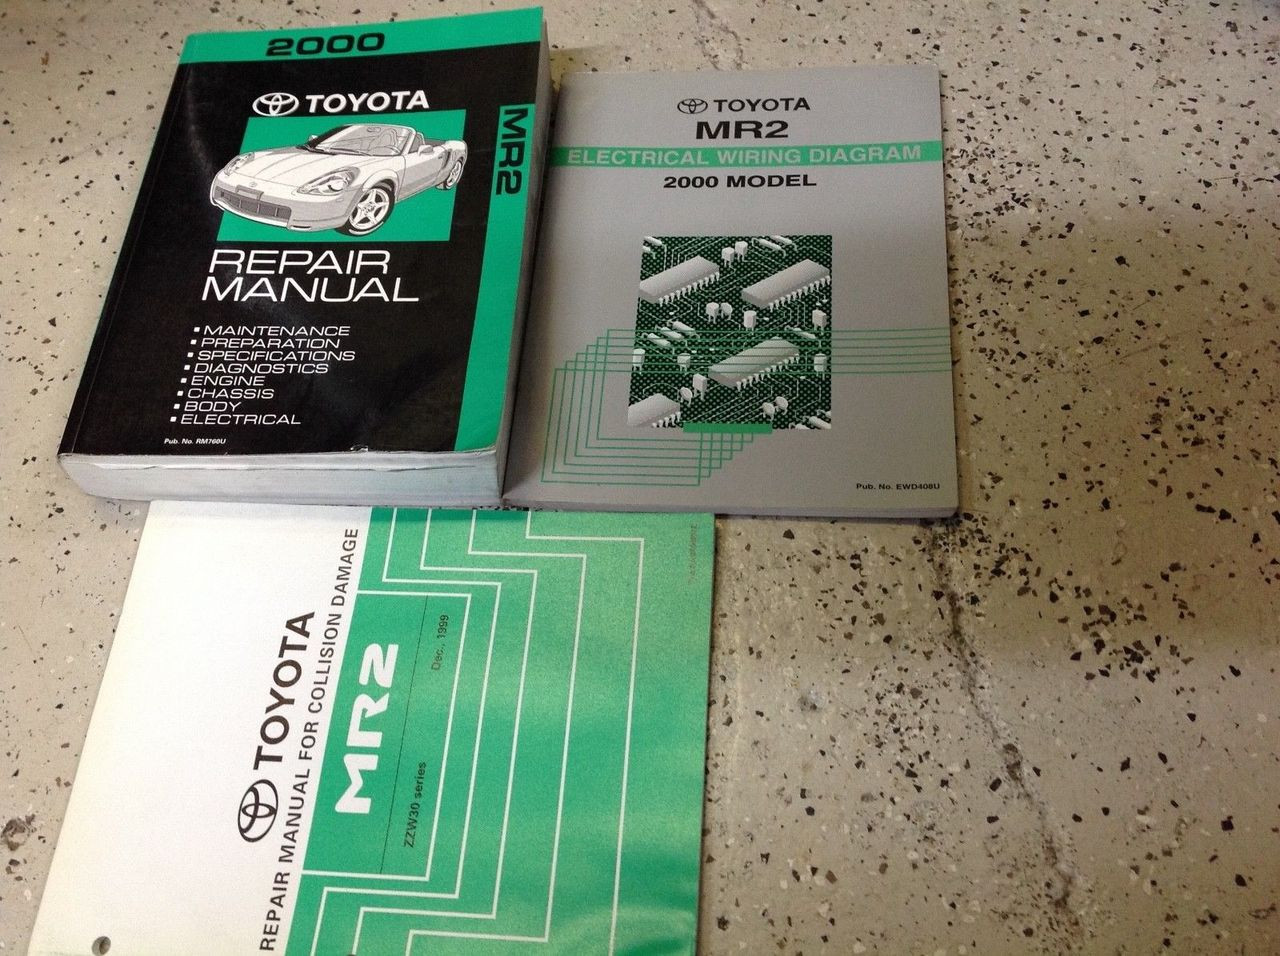 2000
TOYOTA
MR2
REPAIR
MANUAL
MAINTENANCE
PREPARATION
SPECIFICATIONS
DIAGNOSTICS
ENGINE
CHASSIS
BODY
ELECTRICAL
Pub. No. RM760U
TOYOTA
MR2
ELECTRICAL WIRING DIAGRAM
2000 MODEL
Pub. No. EWD408U
TOYOTA
REPAIR MANUAL FOR COLLISION DAMAGE
MR2
ZZW30 series Dec., 1999